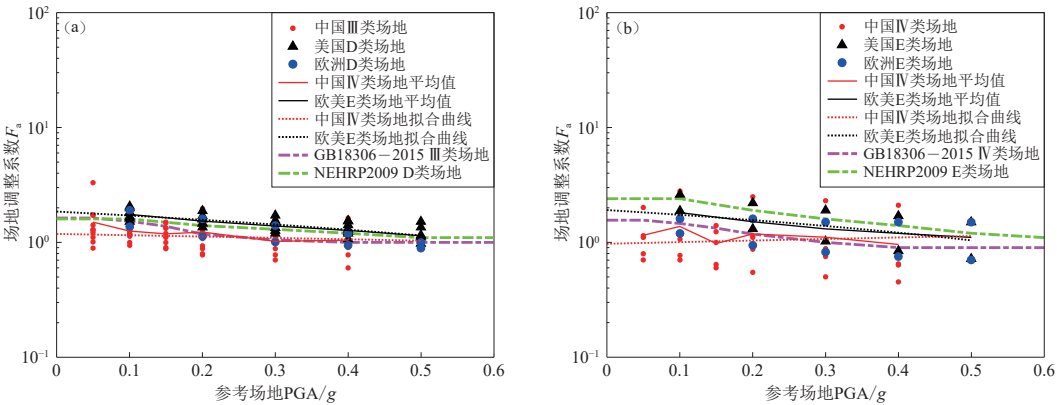 (a)
10²
10¹
10⁰
10⁻¹
场地调整系数Fₐ
中国Ⅲ类场地
美国D类场地
欧洲D类场地
中国Ⅳ类场地平均值
欧美E类场地平均值
中国Ⅳ类场地拟合曲线
欧美E类场地拟合曲线
GB18306－2015 Ⅲ类场地
NEHRP2009 D类场地
0 0.1 0.2 0.3 0.4 0.5 0.6
参考场地PGA/g
(b)
10²
10¹
10⁰
10⁻¹
场地调整系数Fₐ
中国Ⅳ类场地
美国E类场地
欧洲E类场地
中国Ⅳ类场地平均值
欧美E类场地平均值
中国Ⅳ类场地拟合曲线
欧美E类场地拟合曲线
GB18306－2015 Ⅳ类场地
NEHRP2009 E类场地
0 0.1 0.2 0.3 0.4 0.5 0.6
参考场地PGA/g